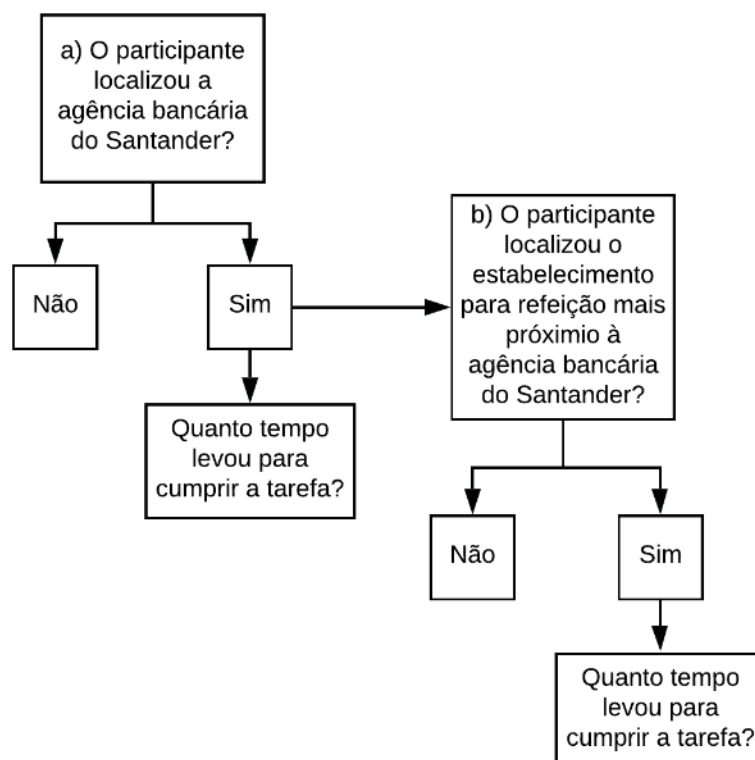 a) O participante
localizou a
agência bancária
do Santander?
Não
Sim
Quanto tempo
levou para
cumprir a tarefa?
b) O participante
localizou o
estabelecimento
para refeição mais
próximio à
agência bancária
do Santander?
Não
Sim
Quanto tempo
levou para
cumprir a tarefa?